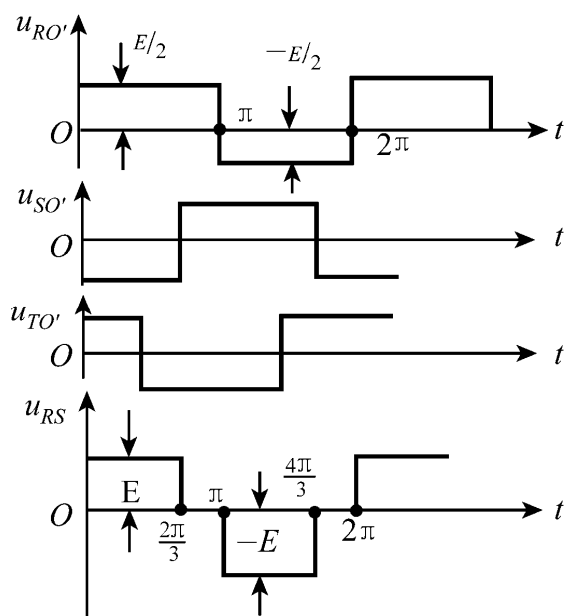 u_{RO'}
E/2
−E/2
π
O
2π
t
u_{SO'}
O
t
u_{TO'}
O
t
u_{RS}
E
π
4π/3
O
2π/3
−E
2π
t